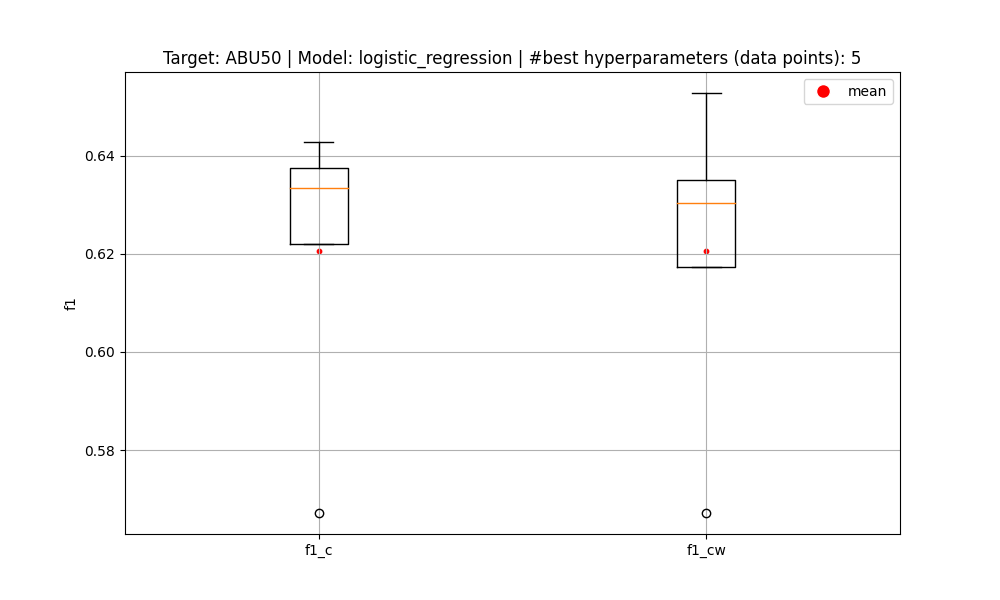 Target: ABU50 | Model: logistic_regression | #best hyperparameters (data points): 5
mean
0.64
0.62
0.60
0.58
f1
f1_c
f1_cw